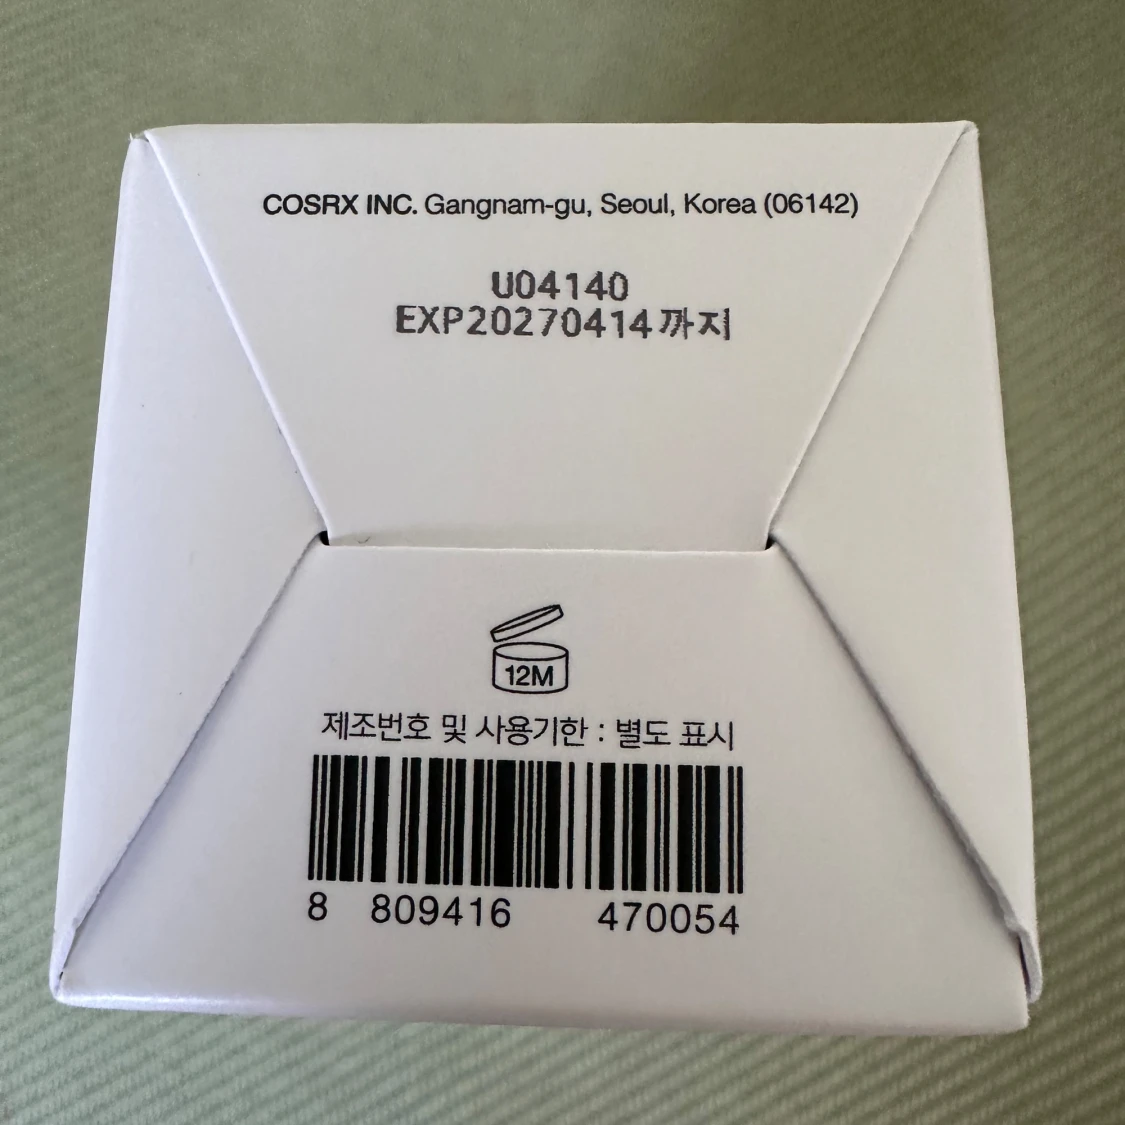 COSRX INC. Gangnam-gu, Seoul, Korea (06142)
U04140
EXP20270414까지
12M
제조번호 및 사용기한 : 별도 표시
8 809416 470054